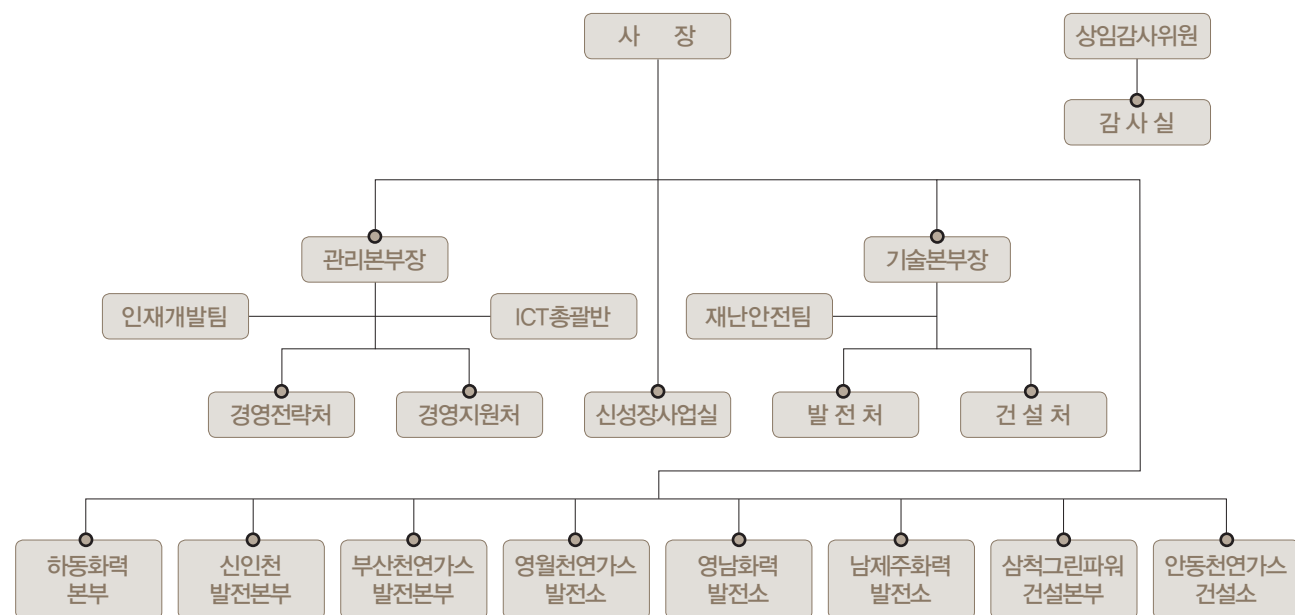 사 장
상임감사위원
감 사 실
관리본부장
기술본부장
인재개발팀
ICT총괄반
재난안전팀
경영전략처
경영지원처
신성장사업실
발 전 처
건 설 처
하동화력
본부
신인천
발전본부
부산천연가스
발전본부
영월천연가스
발전소
영남화력
발전소
남제주화력
발전소
삼척그린파워
건설본부
안동천연가스
건설소